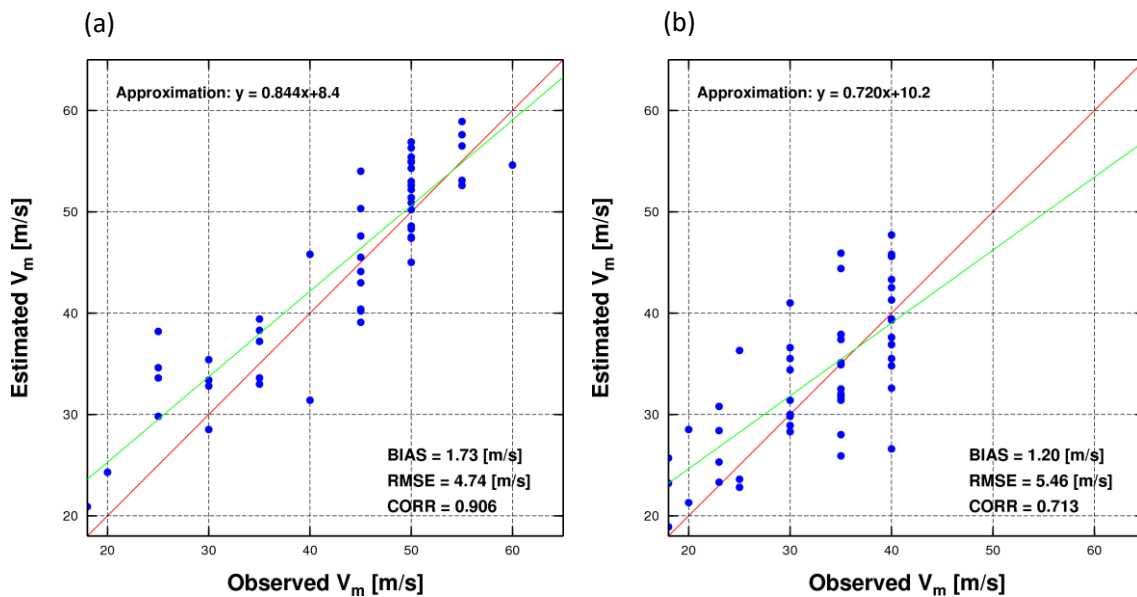 (a)
Approximation: y = 0.844x+8.4
60
50
40
30
20
Estimated Vm [m/s]
BIAS = 1.73 [m/s]
RMSE = 4.74 [m/s]
CORR = 0.906
20 30 40 50 60
Observed Vm [m/s]
(b)
Approximation: y = 0.720x+10.2
60
50
40
30
20
Estimated Vm [m/s]
BIAS = 1.20 [m/s]
RMSE = 5.46 [m/s]
CORR = 0.713
20 30 40 50 60
Observed Vm [m/s]